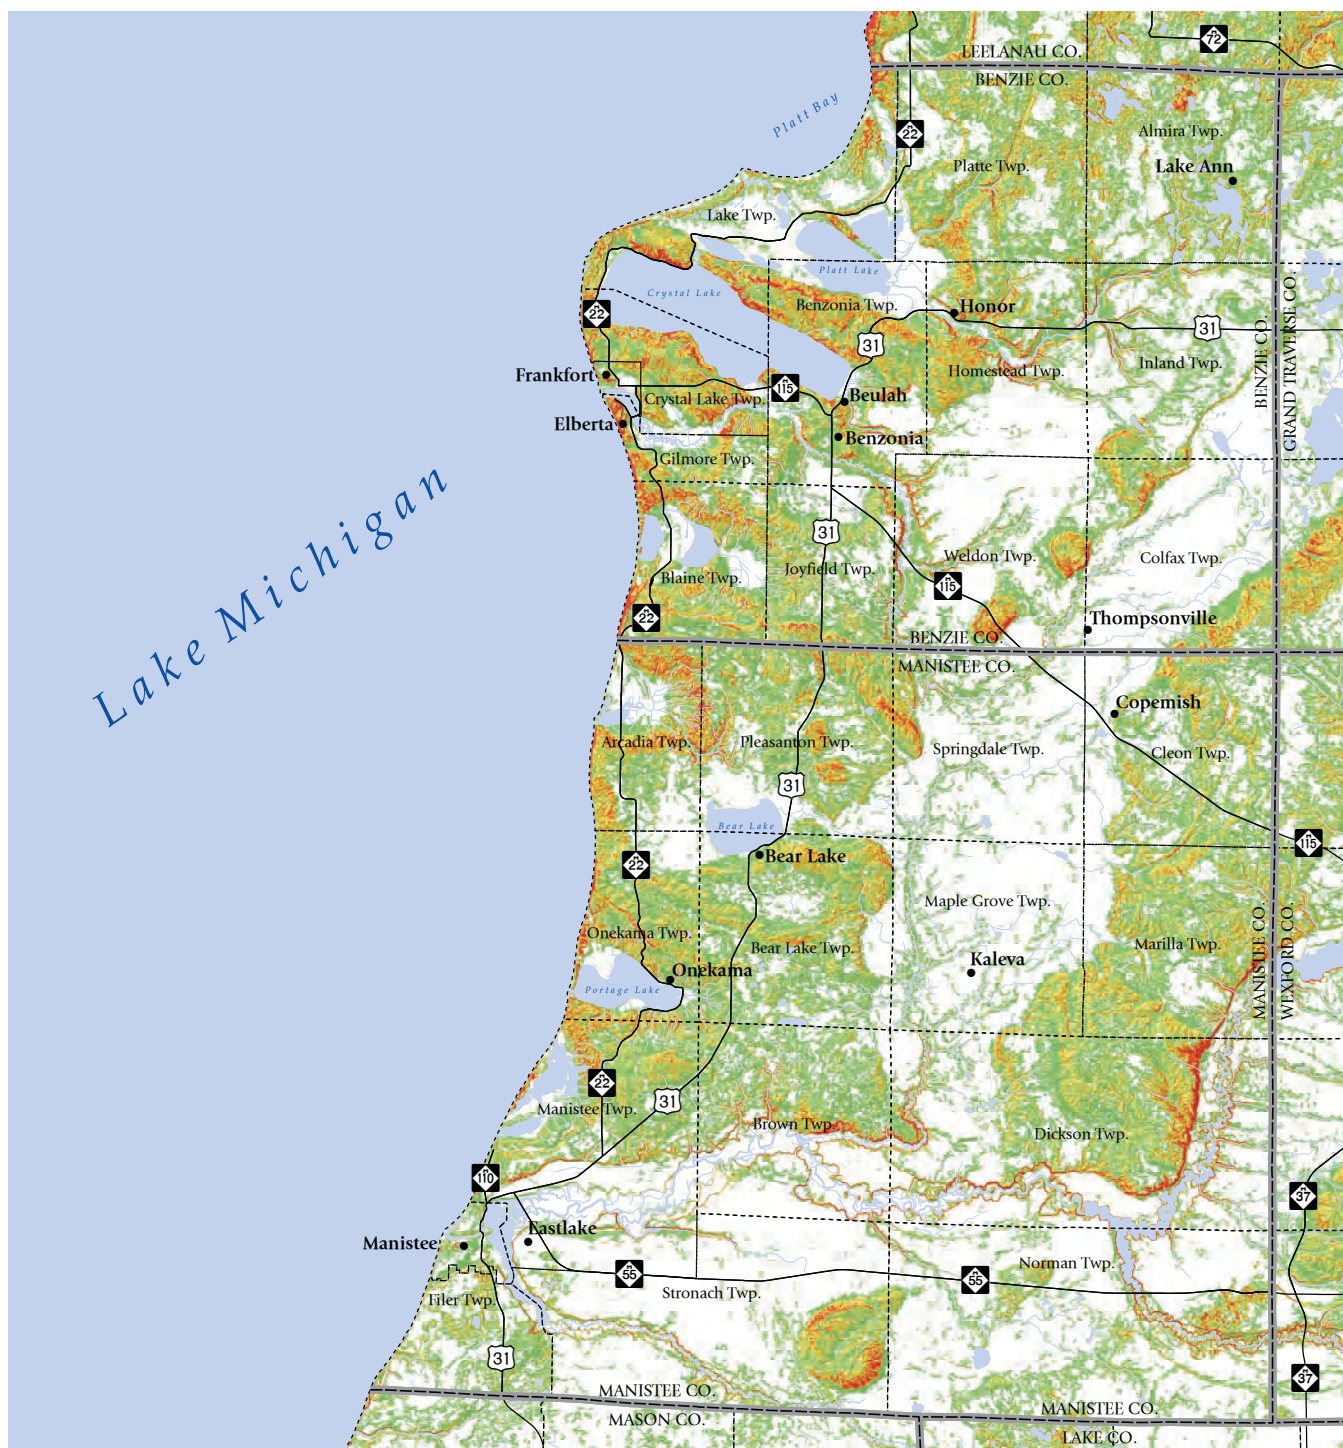 72
LEELANAU CO.
BENZIE CO.
Platt Bay
M
22
Almira Twp.
Platte Twp.
Lake Ann
Lake Twp.
Platt Lake
Crystal Lake
Benzonia Twp.
Honor
M
22
31
31
BENZIE CO.
GRAND TRAVERSE CO.
Inland Twp.
Homestead Twp.
Frankfort
M
115
Crystal Lake Twp.
Beulah
Elberta
Benzonia
Gilmore Twp.
Lake Michigan
31
Weldon Twp.
Colfax Twp.
Joyfield Twp.
Blaine Twp.
M
115
M
22
Thompsonville
BENZIE CO.
MANISTEE CO.
Copemish
Arcadia Twp.
Pleasanton Twp.
Springdale Twp.
Cleon Twp.
31
Bear Lake
M
115
Bear Lake
M
22
Maple Grove Twp.
MANISTEE CO.
WEXFORD CO.
Onekama Twp.
Bear Lake Twp.
Marilla Twp.
Kaleva
Onekama
Portage Lake
M
22
31
Manistee Twp.
Brown Twp.
Dickson Twp.
M
110
M
37
Eastlake
Manistee
Norman Twp.
M
55
M
55
Stronach Twp.
Filer Twp.
31
M
37
MANISTEE CO.
MASON CO.
MANISTEE CO.
LAKE CO.